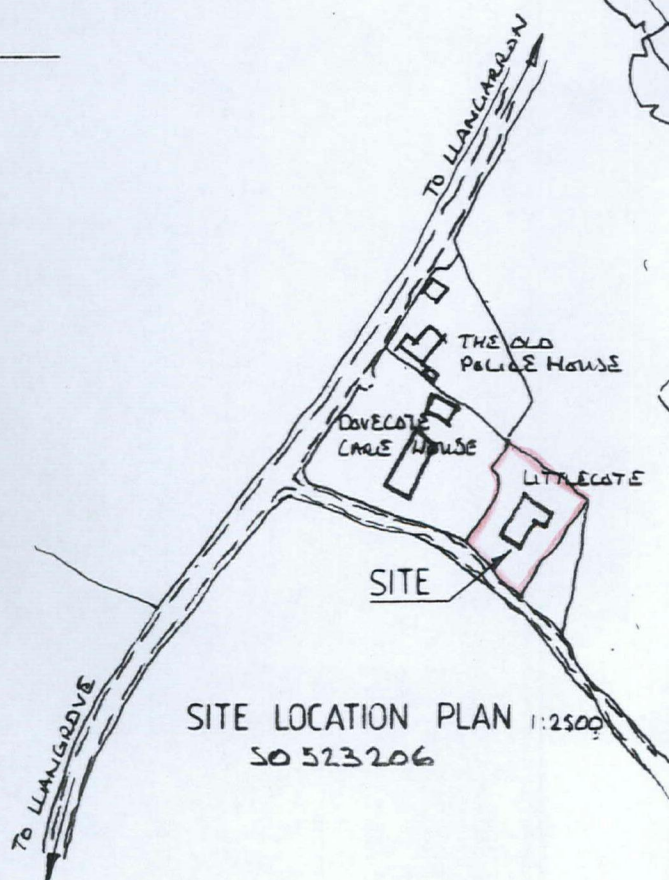 TO LLANGARRON
THE OLD
POLICE HOUSE
DOVECOTE
CARE HOUSE
LITTLECOTE
SITE
SITE LOCATION PLAN 1:2500
SO 523206
TO LLANGROVE